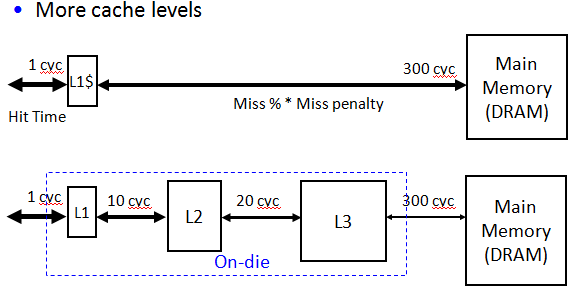 • More cache levels
1 cyc
L1$
300 cyc
Main
Memory
(DRAM)
Hit Time
Miss % * Miss penalty
1 cyc
L1
10 cyc
L2
20 cyc
L3
300 cyc
Main
Memory
(DRAM)
On-die